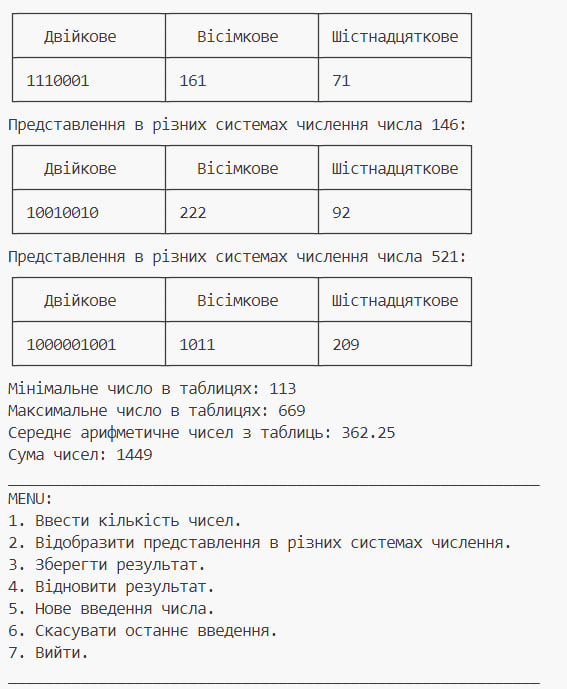 Двійкове Вісімкове Шістнадцяткове
1110001 161 71
Представлення в різних системах числення числа 146:
Двійкове Вісімкове Шістнадцяткове
10010010 222 92
Представлення в різних системах числення числа 521:
Двійкове Вісімкове Шістнадцяткове
1000001001 1011 209
Мінімальне число в таблицях: 113
Максимальне число в таблицях: 669
Середнє арифметичне чисел з таблиць: 362.25
Сума чисел: 1449
MENU:
1. Ввести кількість чисел.
2. Відобразити представлення в різних системах числення.
3. Зберегти результат.
4. Відновити результат.
5. Нове введення числа.
6. Скасувати останнє введення.
7. Вийти.